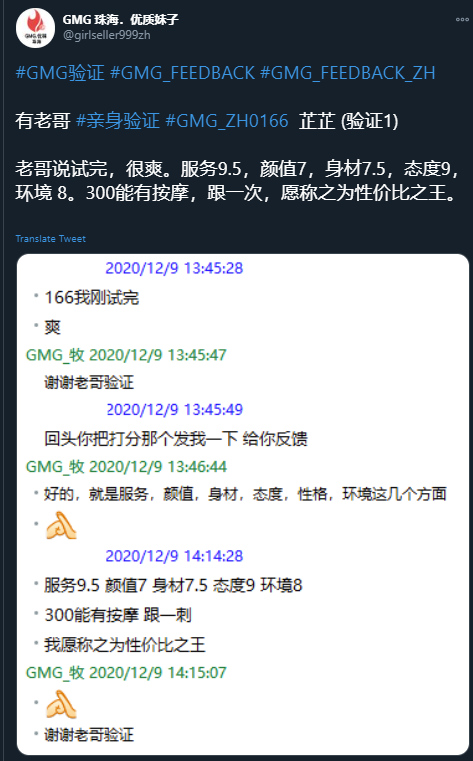 GMG 珠海．优质妹子
@girlseller999zh
#GMG验证 #GMG_FEEDBACK #GMG_FEEDBACK_ZH
有老哥 #亲身验证 #GMG_ZH0166 芷芷 (验证1)
老哥说试完，很爽。服务9.5，颜值7，身材7.5，态度9，
环境 8。300能有按摩，跟一次，愿称之为性价比之王。
Translate Tweet
2020/12/9 13:45:28
166我刚试完
爽
GMG_牧 2020/12/9 13:45:47
谢谢老哥验证
2020/12/9 13:45:49
回头你把打分那个发我一下 给你反馈
GMG_牧 2020/12/9 13:46:44
好的，就是服务，颜值，身材，态度，性格，环境这几个方面
2020/12/9 14:14:28
服务9.5 颜值7 身材7.5 态度9 环境8
300能有按摩 跟一刺
我愿称之为性价比之王
GMG_牧 2020/12/9 14:15:07
谢谢老哥验证